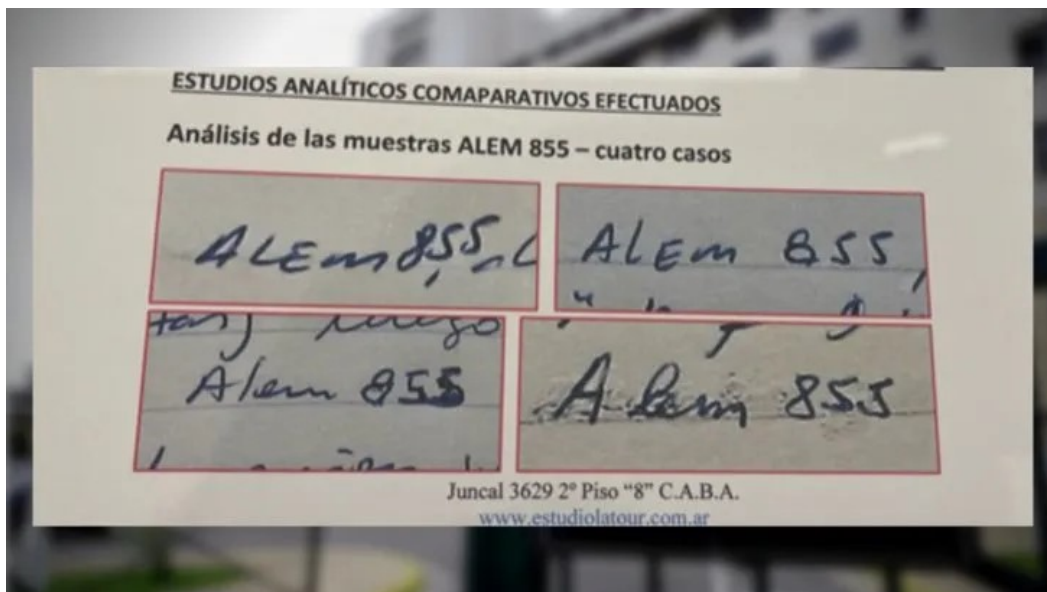 ESTUDIOS ANALÍTICOS COMAPARATIVOS EFECTUADOS
Análisis de las muestras ALEM 855 – cuatro casos
ALEm 855
ALEm 855,
luego
Alem 855
Alem 855
Juncal 3629 2º Piso “8” C.A.B.A.
www.estudiolatour.com.ar